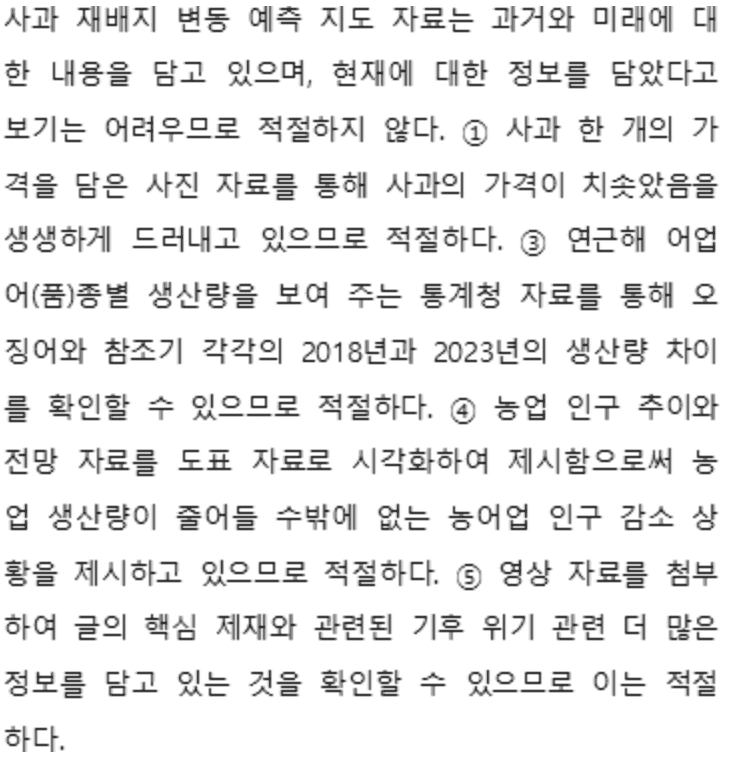 사과 재배지 변동 예측 지도 자료는 과거와 미래에 대
한 내용을 담고 있으며, 현재에 대한 정보를 담았다고
보기는 어려우므로 적절하지 않다. ① 사과 한 개의 가
격을 담은 사진 자료를 통해 사과의 가격이 치솟았음을
생생하게 드러내고 있으므로 적절하다. ③ 연근해 어업
어(품)종별 생산량을 보여 주는 통계청 자료를 통해 오
징어와 참조기 각각의 2018년과 2023년의 생산량 차이
를 확인할 수 있으므로 적절하다. ④ 농업 인구 추이와
전망 자료를 도표 자료로 시각화하여 제시함으로써 농
업 생산량이 줄어들 수밖에 없는 농어업 인구 감소 상
황을 제시하고 있으므로 적절하다. ⑤ 영상 자료를 첨부
하여 글의 핵심 제재와 관련된 기후 위기 관련 더 많은
정보를 담고 있는 것을 확인할 수 있으므로 이는 적절
하다.